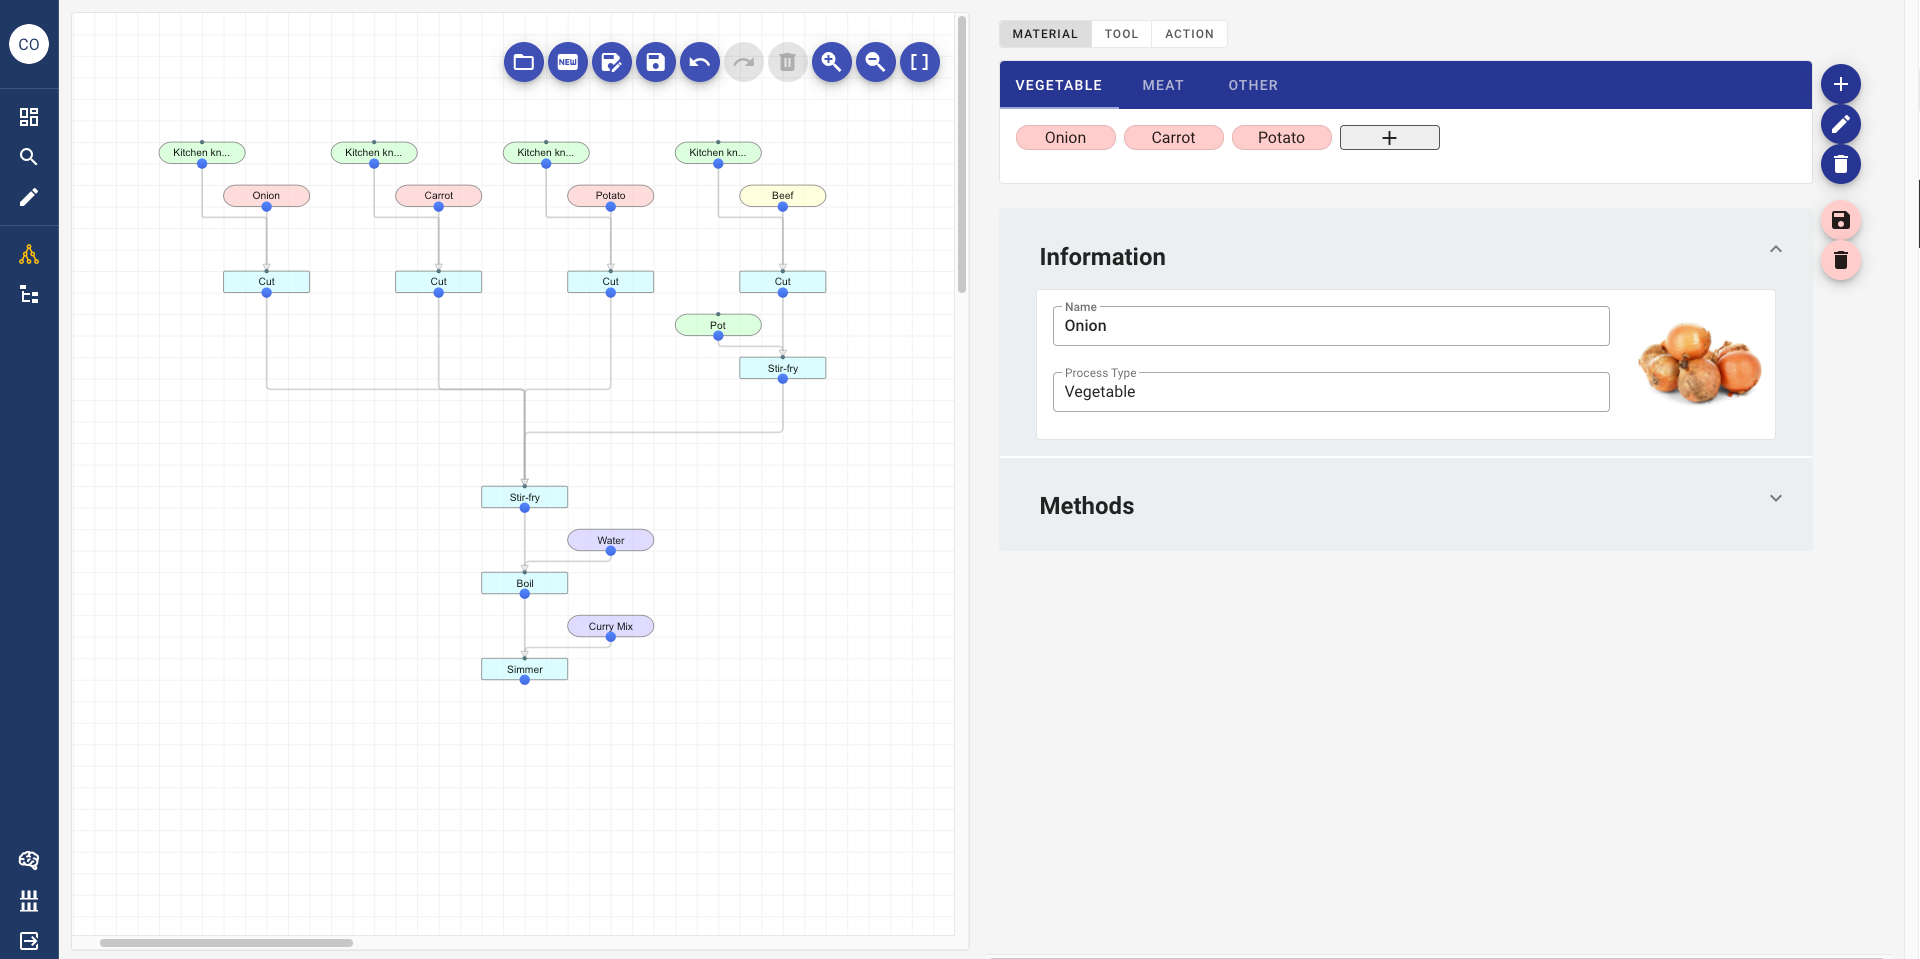 CO
NEW
Kitchen kn...
Kitchen kn...
Kitchen kn...
Kitchen kn...
Onion
Carrot
Potato
Beef
Cut
Cut
Cut
Cut
Pot
Stir-fry
Stir-fry
Water
Boil
Curry Mix
Simmer
MATERIAL
TOOL
ACTION
VEGETABLE
MEAT
OTHER
Onion
Carrot
Potato
+
Information
Name
Onion
Process Type
Vegetable
Methods